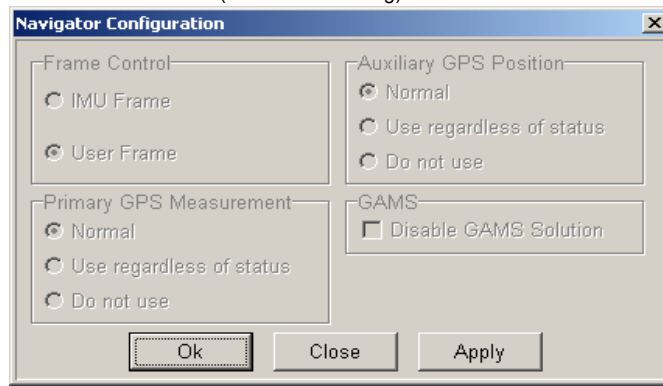 Navigator Configuration
Frame Control
IMU Frame
User Frame
Auxiliary GPS Position
Normal
Use regardless of status
Do not use
Primary GPS Measurement
Normal
Use regardless of status
Do not use
GAMS
Disable GAMS Solution
Ok
Close
Apply